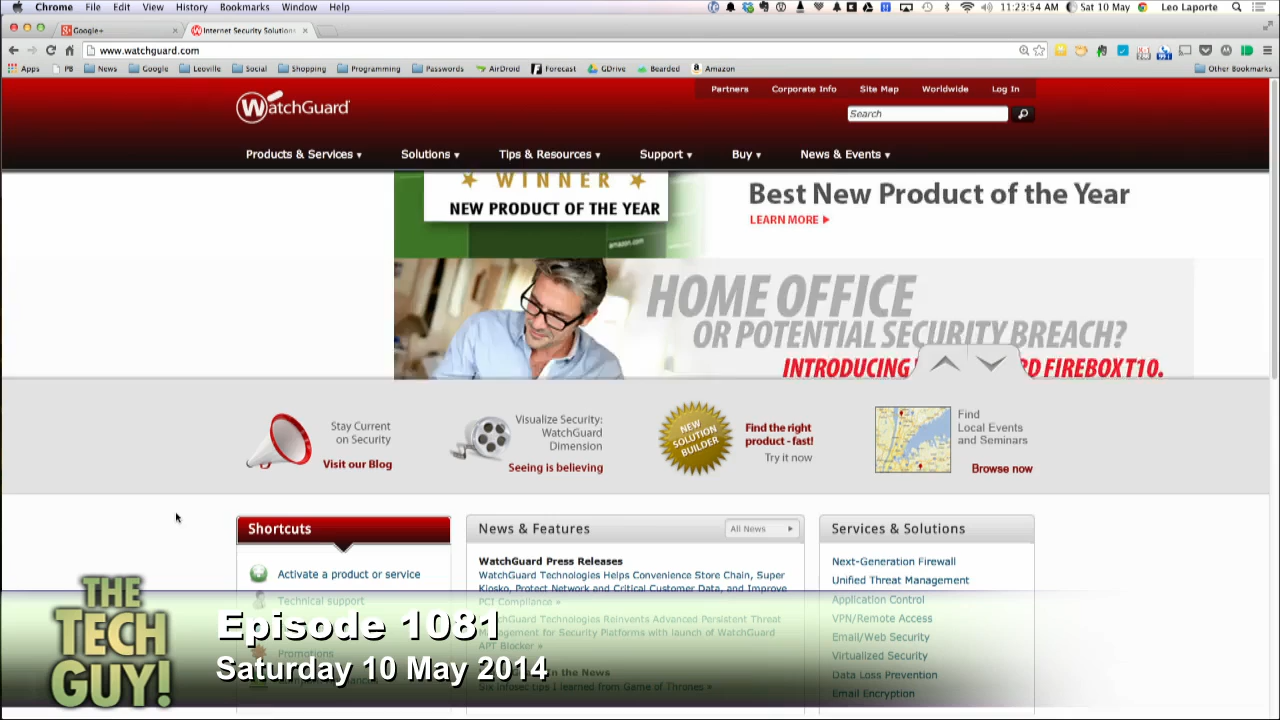 Chrome File Edit View History Bookmarks Window Help
11:23:54 AM Sat 10 May Leo Laporte
Google+
Internet Security Solutions
www.watchguard.com
Apps PB News Google Leoville Social Shopping Programming Passwords AirDroid Forecast GDrive Bearded Amazon Other Bookmarks
Partners Corporate Info Site Map Worldwide Log In
WatchGuard
Search
Products & Services Solutions Tips & Resources Support Buy News & Events
WINNER
NEW PRODUCT OF THE YEAR
amazon.com
Best New Product of the Year
LEARN MORE
HOME OFFICE
OR POTENTIAL SECURITY BREACH?
INTRODUCING RD FIREBOX T10.
Stay Current
on Security
Visit our Blog
Visualize Security:
WatchGuard
Dimension
Seeing is believing
NEW
SOLUTION
BUILDER
Find the right
product - fast!
Try it now
Find
Local Events
and Seminars
Browse now
Shortcuts
Activate a product or service
Technical support
Promotions
News & Features
All News
WatchGuard Press Releases
WatchGuard Technologies Helps Convenience Store Chain, Super
Kiosko, Protect Network and Critical Customer Data, and Improve
PCI Compliance »
WatchGuard Technologies Reinvents Advanced Persistent Threat
Management for Security Platforms with launch of WatchGuard
APT Blocker »
in the News
Six Infosec tips I learned from Game of Thrones »
Services & Solutions
Next-Generation Firewall
Unified Threat Management
Application Control
VPN/Remote Access
Email/Web Security
Virtualized Security
Data Loss Prevention
Email Encryption
THE
TECH
GUY!
Episode 1081
Saturday 10 May 2014